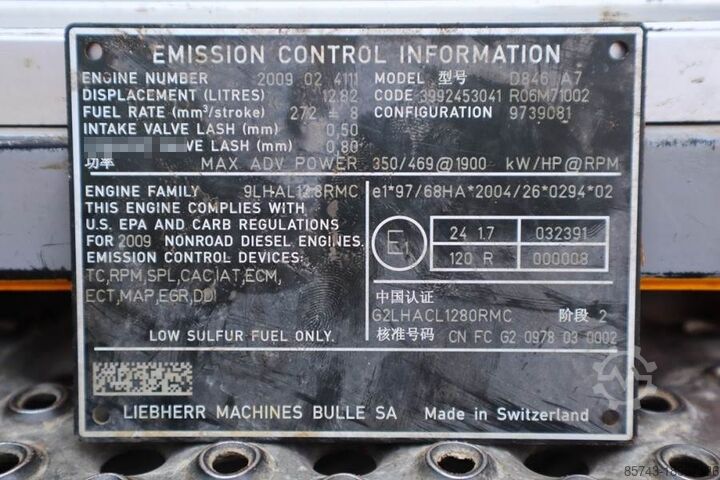 EMISSION CONTROL INFORMATION
ENGINE NUMBER 2009 02 4111
DISPLACEMENT (LITRES) 12.82
FUEL RATE (mm³/stroke) 272 ± 8
INTAKE VALVE LASH (mm) 0,50
VE LASH (mm) 0,80
MODEL 型号 D846 A7
CODE 3992453041 R06M71002
CONFIGURATION 9739081
功率 MAX ADV POWER 350/469@1900 kW/HP@RPM
ENGINE FAMILY 9LHAL12.8RMC
THIS ENGINE COMPLIES WITH
U.S. EPA AND CARB REGULATIONS
FOR 2009 NONROAD DIESEL ENGINES.
EMISSION CONTROL DEVICES:
TC,RPM,SPL,CAC,IAT,ECM,
ECT,MAP,EGR,DDI
LOW SULFUR FUEL ONLY.
e1*97/68HA*2004/26*0294*02
E1
24 1.7 032391
120 R 000008
中国认证
G2LHACL1280RMC 阶段 2
核准号码 CN FC G2 0978 03 0002
LIEBHERR MACHINES BULLE SA Made in Switzerland